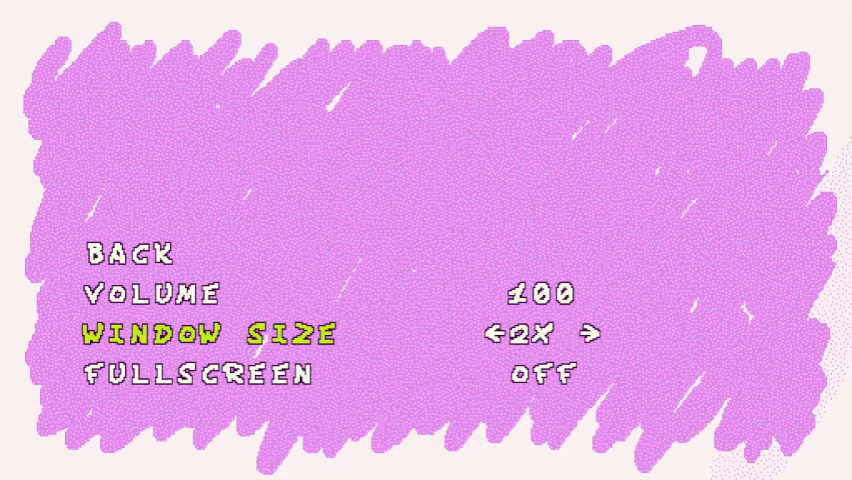 BACK
VOLUME 100
WINDOW SIZE ←2X →
FULLSCREEN OFF